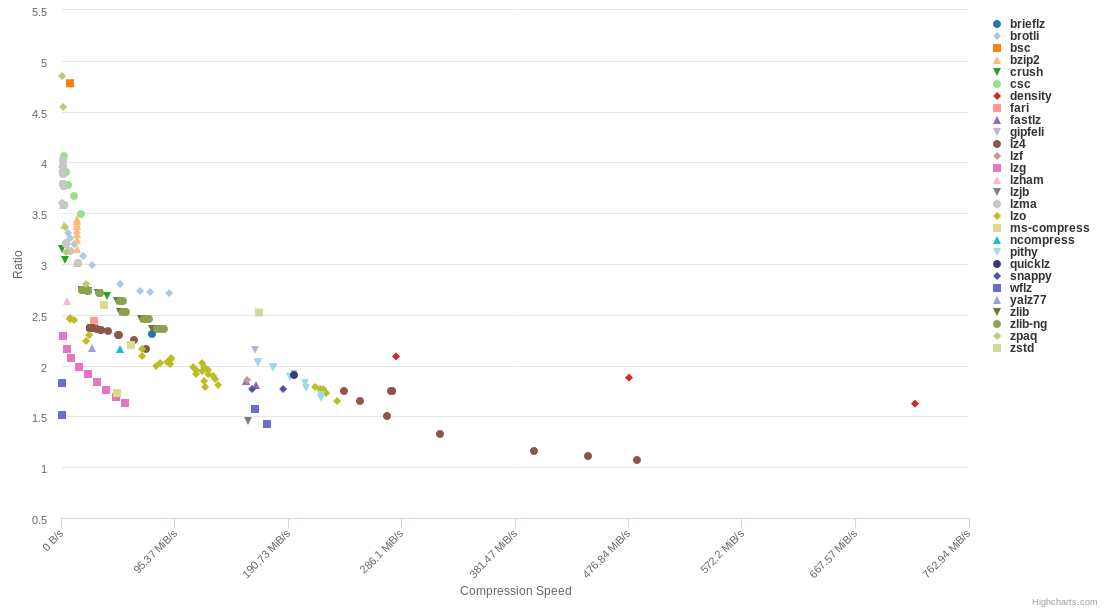 5.5
5
4.5
4
3.5
3
2.5
2
1.5
1
0.5
Ratio
0 B/s
95.37 MiB/s
190.73 MiB/s
286.1 MiB/s
381.47 MiB/s
476.84 MiB/s
572.2 MiB/s
667.57 MiB/s
762.94 MiB/s
Compression Speed
brieflz
brotli
bsc
bzip2
crush
csc
density
fari
fastlz
gipfeli
lz4
lzf
lzg
lzham
lzjb
lzma
lzo
ms-compress
ncompress
pithy
quicklz
snappy
wflz
yalz77
zlib
zlib-ng
zpaq
zstd
Highcharts.com